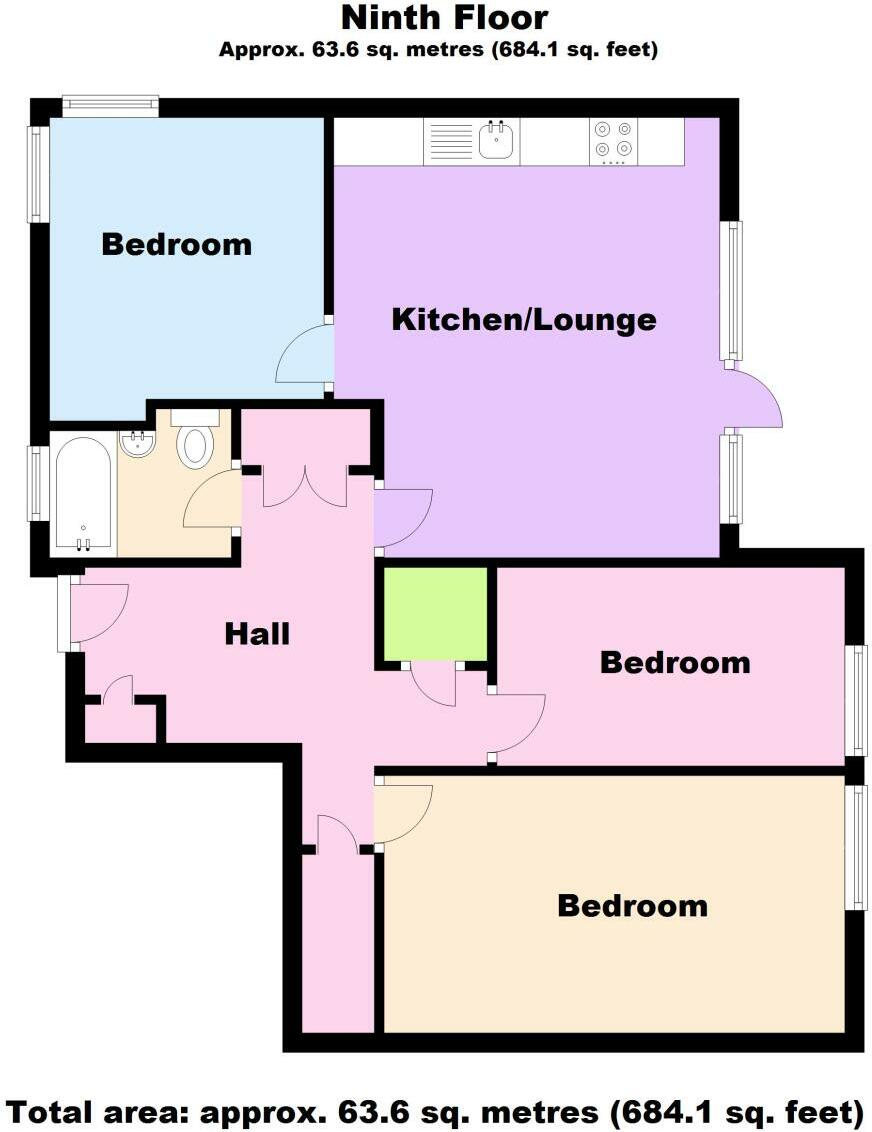 Ninth Floor
Approx. 63.6 sq. metres (684.1 sq. feet)
Bedroom
Kitchen/Lounge
Hall
Bedroom
Bedroom
Total area: approx. 63.6 sq. metres (684.1 sq. feet)